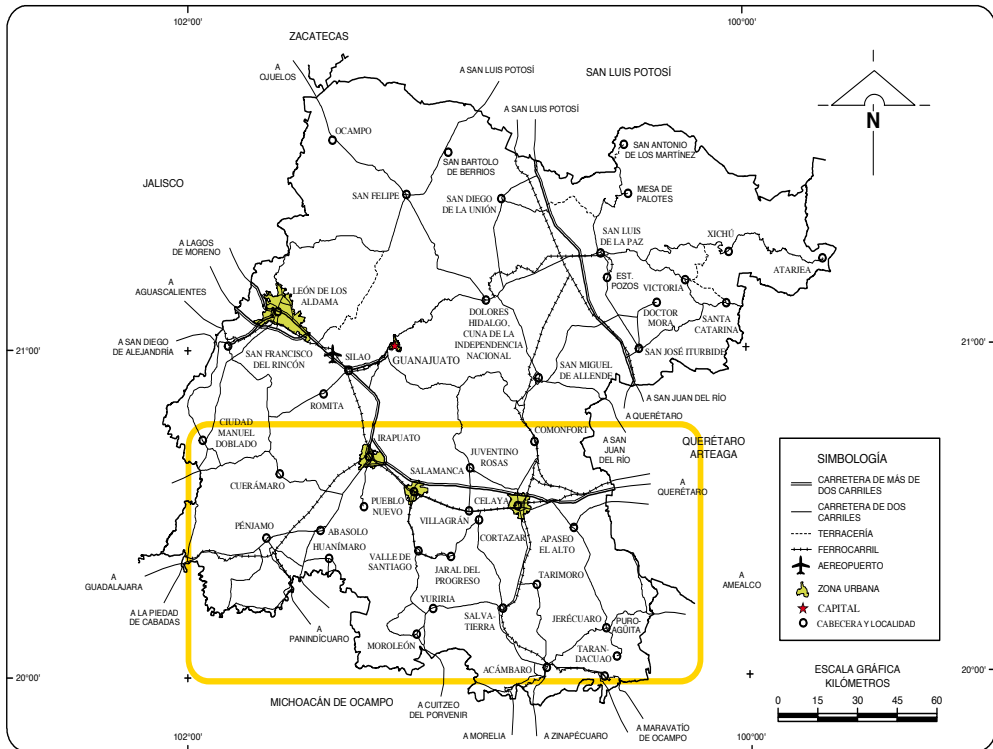 102°00'
100°00'
ZACATECAS
A
OJUELOS
A SAN LUIS POTOSÍ
SAN LUIS POTOSÍ
A SAN LUIS POTOSÍ
N
OCAMPO
SAN BARTOLO
DE BERRIOS
SAN ANTONIO
DE LOS MARTÍNEZ
JALISCO
SAN FELIPE
SAN DIEGO
DE LA UNIÓN
MESA DE
PALOTES
A LAGOS
DE MORENO
SAN LUIS
DE LA PAZ
XICHÚ
ATARJEA
A
AGUASCALIENTES
LEÓN DE LOS
ALDAMA
EST.
POZOS
VICTORIA
DOLORES
HIDALGO,
CUNA DE LA
INDEPENDENCIA
NACIONAL
DOCTOR
MORA
SANTA
CATARINA
A SAN DIEGO
DE ALEJANDRÍA
21°00'
SAN FRANCISCO
DEL RINCÓN
SILAO
GUANAJUATO
SAN JOSÉ ITURBIDE
21°00'
SAN MIGUEL
DE ALLENDE
ROMITA
A SAN JUAN DEL RÍO
A QUERÉTARO
CIUDAD
MANUEL
DOBLADO
IRAPUATO
COMONFORT
A SAN
JUAN
DEL RÍO
QUERÉTARO
ARTEAGA
CUERÁMARO
SALAMANCA
JUVENTINO
ROSAS
A
QUERÉTARO
PUEBLO
NUEVO
CELAYA
VILLAGRÁN
PÉNJAMO
ABASOLO
CORTAZAR
APASEO
EL ALTO
HUANÍMARO
VALLE DE
SANTIAGO
JARAL DEL
PROGRESO
TARIMORO
A
GUADALAJARA
A
AMEALCO
A LA PIEDAD
DE CABADAS
YURIRIA
SALVA-
TIERRA
JERÉCUARO
PURO-
AGÜITA
A
PANINDÍCUARO
MOROLEÓN
TARAN-
DACUAO
ACÁMBARO
20°00'
20°00'
MICHOACÁN DE OCAMPO
A CUITZEO
DEL PORVENIR
A MORELIA
A ZINAPÉCUARO
A MARAVATÍO
DE OCAMPO
102°00'
100°00'
SIMBOLOGÍA
CARRETERA DE MÁS DE
DOS CARRILES
CARRETERA DE DOS
CARRILES
TERRACERÍA
FERROCARRIL
AEREOPUERTO
ZONA URBANA
CAPITAL
CABECERA Y LOCALIDAD
ESCALA GRÁFICA
KILÓMETROS
0 15 30 45 60